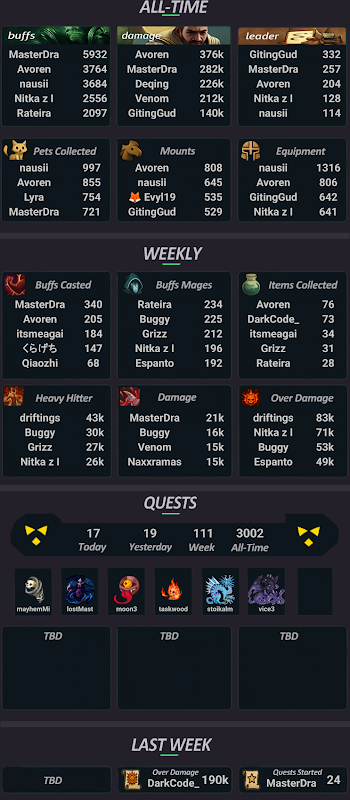 ALL-TIME
buffs
MasterDra 5932
Avoren 3764
nausii 3684
Nitka z l 2556
Rateira 2097
damage
Avoren 376k
MasterDra 282k
Deqing 226k
Venom 212k
GitingGud 140k
leader
GitingGud 332
MasterDra 257
Avoren 204
Nitka z l 128
nausii 114
Pets Collected
nausii 997
Avoren 855
Lyra 754
MasterDra 721
Mounts
Avoren 808
nausii 645
🦊 Evyl19 535
GitingGud 529
Equipment
nausii 1316
Avoren 806
GitingGud 642
Nitka z l 641
WEEKLY
Buffs Casted
MasterDra 340
Avoren 205
itsmeagai 184
くらげち 147
Qiaozhi 68
Buffs Mages
Rateira 234
Buggy 225
Grizz 212
Nitka z l 196
Espanto 192
Items Collected
Avoren 76
DarkCode_ 73
itsmeagai 34
Grizz 31
Rateira 28
Heavy Hitter
driftings 43k
Buggy 30k
Grizz 27k
Nitka z l 26k
Damage
MasterDra 21k
Buggy 16k
Venom 15k
Naxxramas 15k
Over Damage
driftings 83k
Nitka z l 71k
Buggy 53k
Espanto 49k
QUESTS
17 19 111 3002
Today Yesterday Week All-Time
mayhemMi lostMast moon3 taskwood stoikalm vice3
TBD TBD TBD
LAST WEEK
TBD
Over Damage
DarkCode_ 190k
Quests Started
MasterDra 24